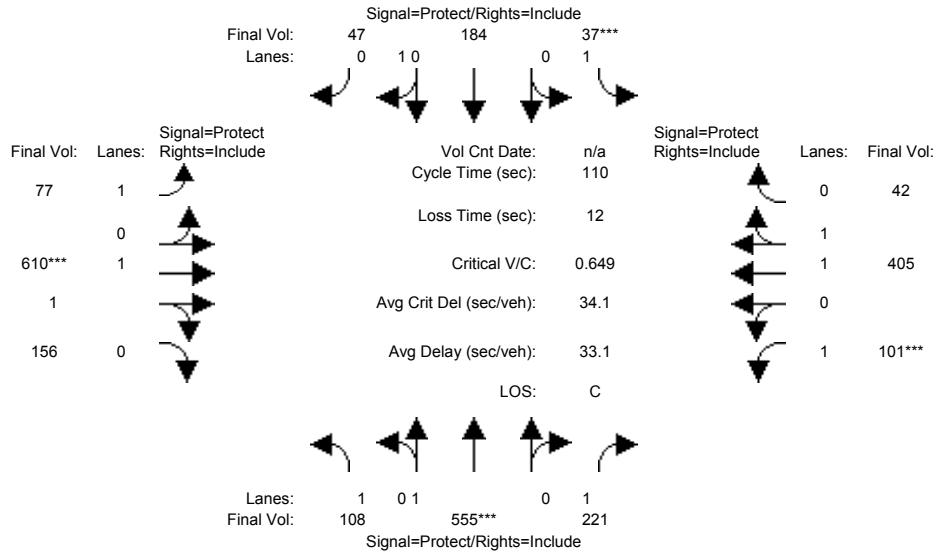 Signal=Protect/Rights=Include
Final Vol: 47 184 37***
Lanes: 0 1 0 0 1
Signal=Protect
Final Vol: Lanes: Rights=Include
Vol Cnt Date: n/a
Signal=Protect
Rights=Include Lanes: Final Vol:
Cycle Time (sec): 110
77 1
0 42
Loss Time (sec): 12
0
1
610*** 1
Critical V/C: 0.649
1 405
1
Avg Crit Del (sec/veh): 34.1
0
156 0
Avg Delay (sec/veh): 33.1
1 101***
LOS: C
Lanes: 1 0 1 0 1
Final Vol: 108 555*** 221
Signal=Protect/Rights=Include